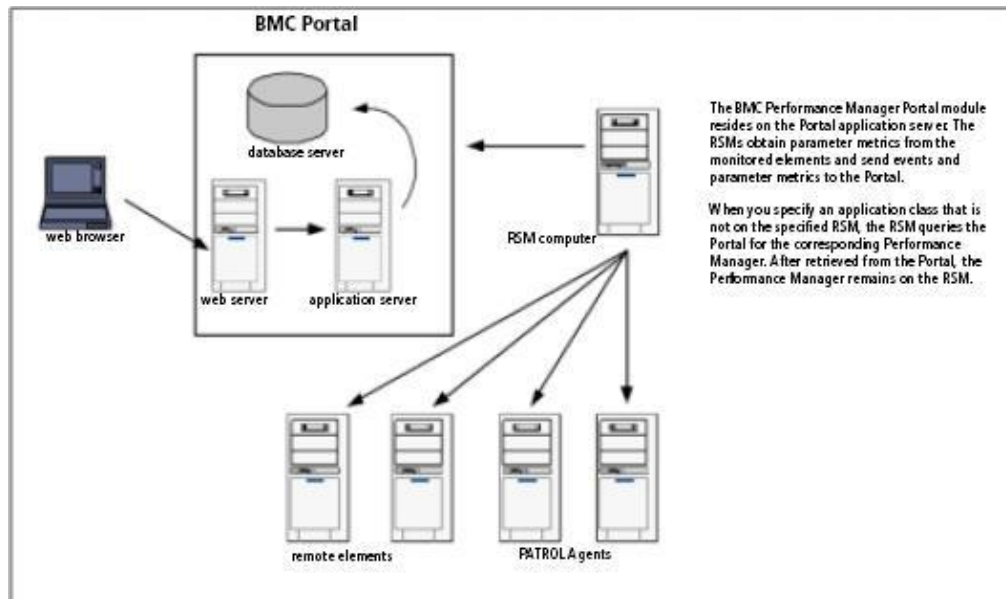 BMC Portal
database server
web browser
web server
application server
RSM computer
The BMC Performance Manager Portal module
resides on the Portal application server. The
RSMs obtain parameter metrics from the
monitored elements and send events and
parameter metrics to the Portal.
When you specify an application class that is
not on the specified RSM, the RSM queries the
Portal for the corresponding Performance
Manager. After retrieved from the Portal, the
Performance Manager remains on the RSM.
remote elements
PATROL Agents